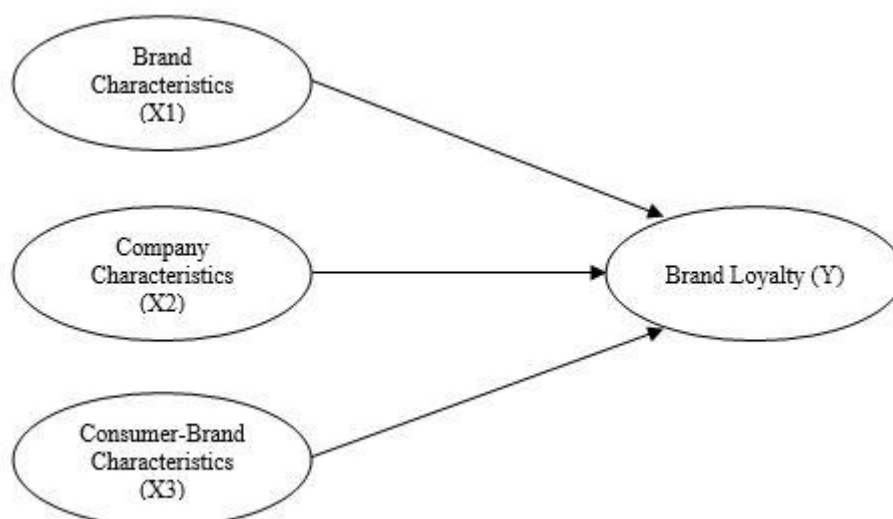 Brand
Characteristics
(X1)
Company
Characteristics
(X2)
Brand Loyalty (Y)
Consumer-Brand
Characteristics
(X3)